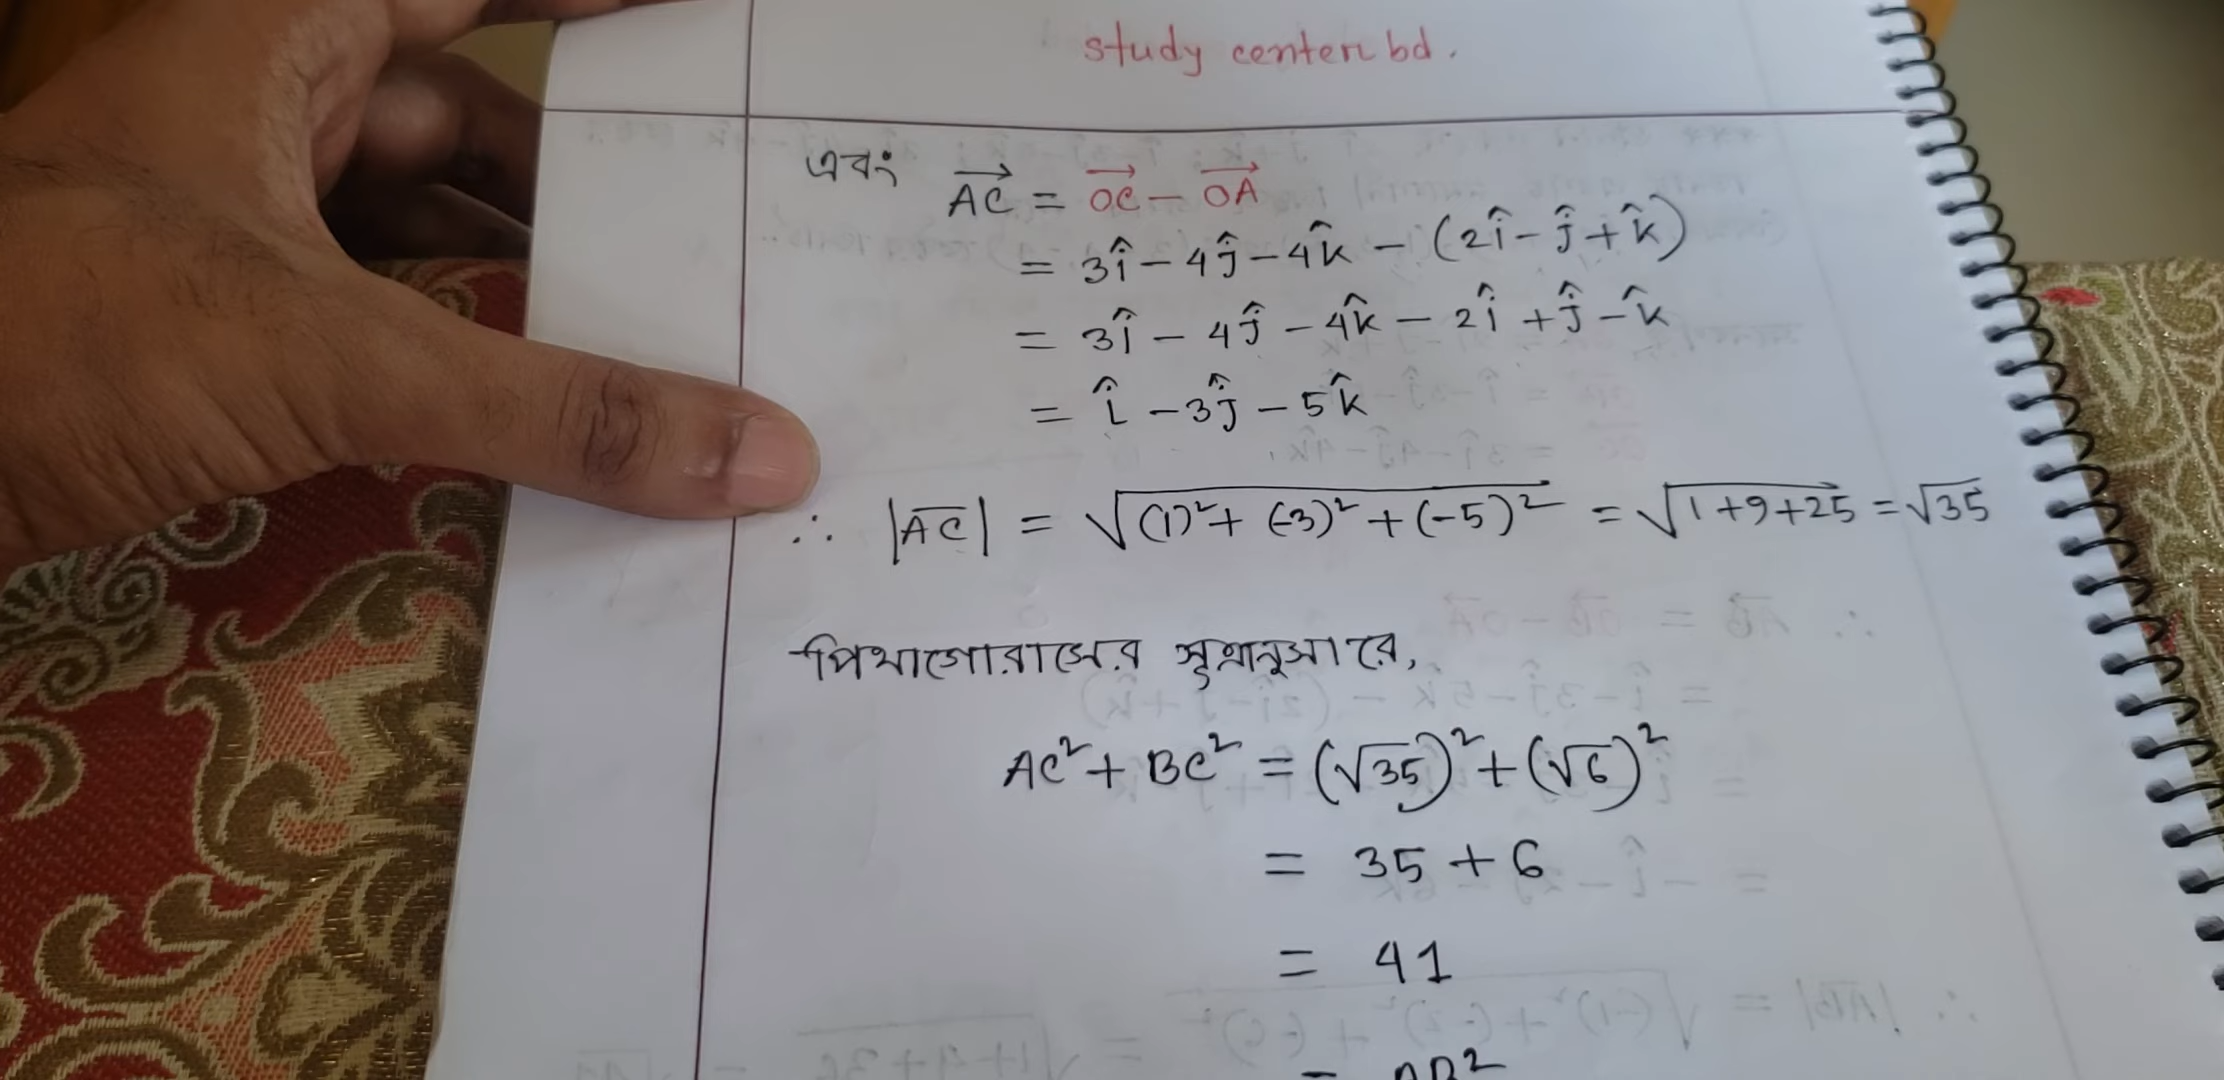 study center bd.
এবং AC⃗ = OC⃗ − OA⃗
= 3î − 4ĵ − 4k̂ − (2î − ĵ + k̂)
= 3î − 4ĵ − 4k̂ − 2î + ĵ − k̂
= î − 3ĵ − 5k̂
∴ |AC| = √(1)² + (-3)² + (-5)² = √1+9+25 = √35
পিথাগোরাসের সূত্রানুসারে,
AC² + BC² = (√35)² + (√6)²
= 35 + 6
= 41
= AB²